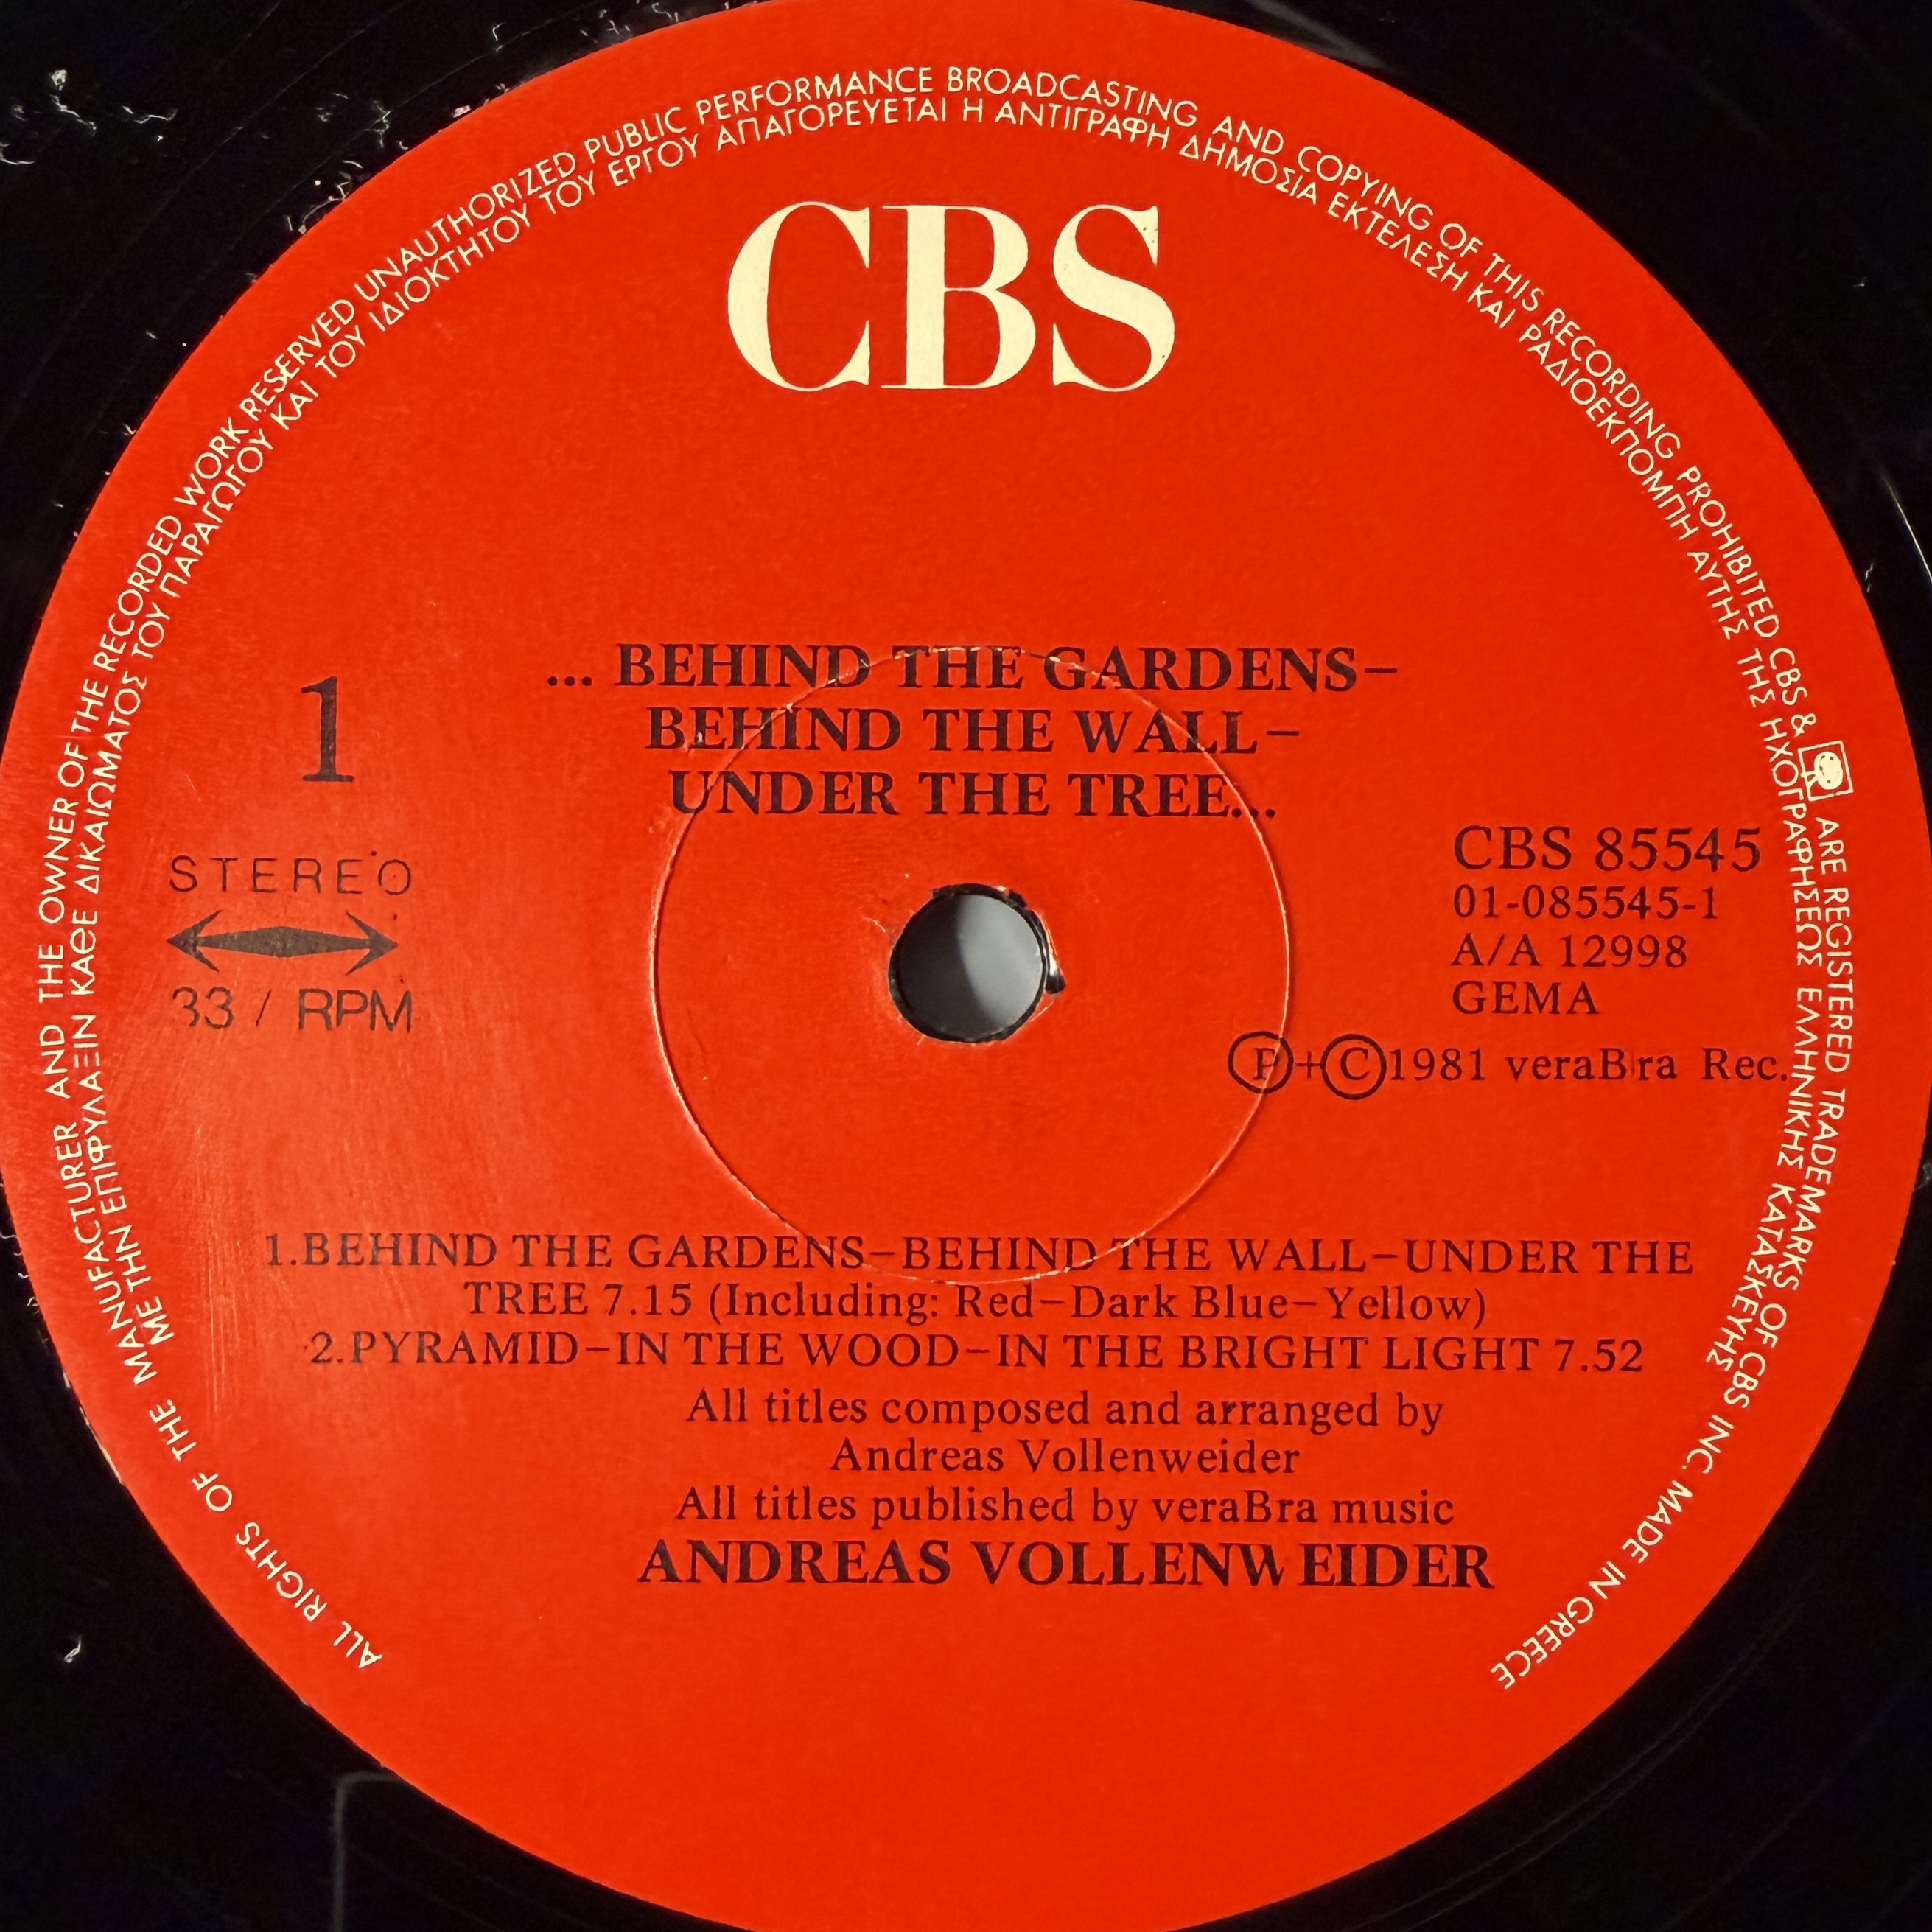 ALL RIGHTS OF THE MANUFACTURER AND THE OWNER OF THE RECORDED WORK RESERVED UNAUTHORIZED PUBLIC PERFORMANCE BROADCASTING AND COPYING OF THIS RECORDING PROHIBITED CBS & ARE REGISTERED TRADEMARKS OF CBS INC. MADE IN GREECE
ΜΕ ΤΗΝ ΕΠΙΦΥΛΑΞΙΝ ΚΑΘΕ ΔΙΚΑΙΩΜΑΤΟΣ ΤΟΥ ΠΑΡΑΓΩΓΟΥ ΚΑΙ ΤΟΥ ΙΔΙΟΚΤΗΤΟΥ ΤΟΥ ΕΡΓΟΥ ΑΠΑΓΟΡΕΥΕΤΑΙ Η ΑΝΤΙΓΡΑΦΗ ΔΗΜΟΣΙΑ ΕΚΤΕΛΕΣΗ ΚΑΙ ΡΑΔΙΟΕΚΠΟΜΠΗ ΑΥΤΗΣ ΤΗΣ ΗΧΟΓΡΑΦΗΣΕΩΣ ΕΛΛΗΝΙΚΗΣ ΚΑΤΑΣΚΕΥΗΣ
CBS
... BEHIND THE GARDENS–
BEHIND THE WALL–
UNDER THE TREE...
1
STEREO
33 / RPM
CBS 85545
01-085545-1
A/A 12998
GEMA
Ⓟ+Ⓒ1981 veraBra Rec.
1.BEHIND THE GARDENS–BEHIND THE WALL–UNDER THE
TREE 7.15 (Including: Red–Dark Blue–Yellow)
2.PYRAMID–IN THE WOOD–IN THE BRIGHT LIGHT 7.52
All titles composed and arranged by
Andreas Vollenweider
All titles published by veraBra music
ANDREAS VOLLENWEIDER